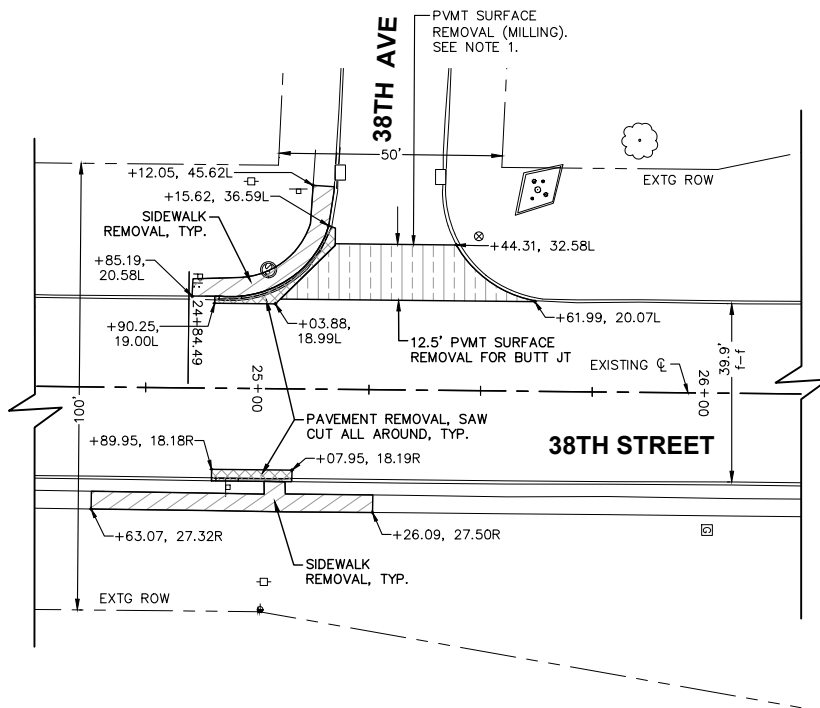 PVMT SURFACE
REMOVAL (MILLING).
SEE NOTE 1.
38TH AVE
50'
+12.05, 45.62L
EXTG ROW
+15.62, 36.59L
SIDEWALK
REMOVAL, TYP.
+44.31, 32.58L
+85.19,
20.58L
PI: 24+84.49
+90.25,
19.00L
+03.88,
18.99L
+61.99, 20.07L
12.5' PVMT SURFACE
REMOVAL FOR BUTT JT
EXISTING CL
39.9'
f-f
25+00
26+00
100'
PAVEMENT REMOVAL, SAW
CUT ALL AROUND, TYP.
38TH STREET
+89.95, 18.18R
+07.95, 18.19R
G
+63.07, 27.32R
+26.09, 27.50R
SIDEWALK
REMOVAL, TYP.
EXTG ROW